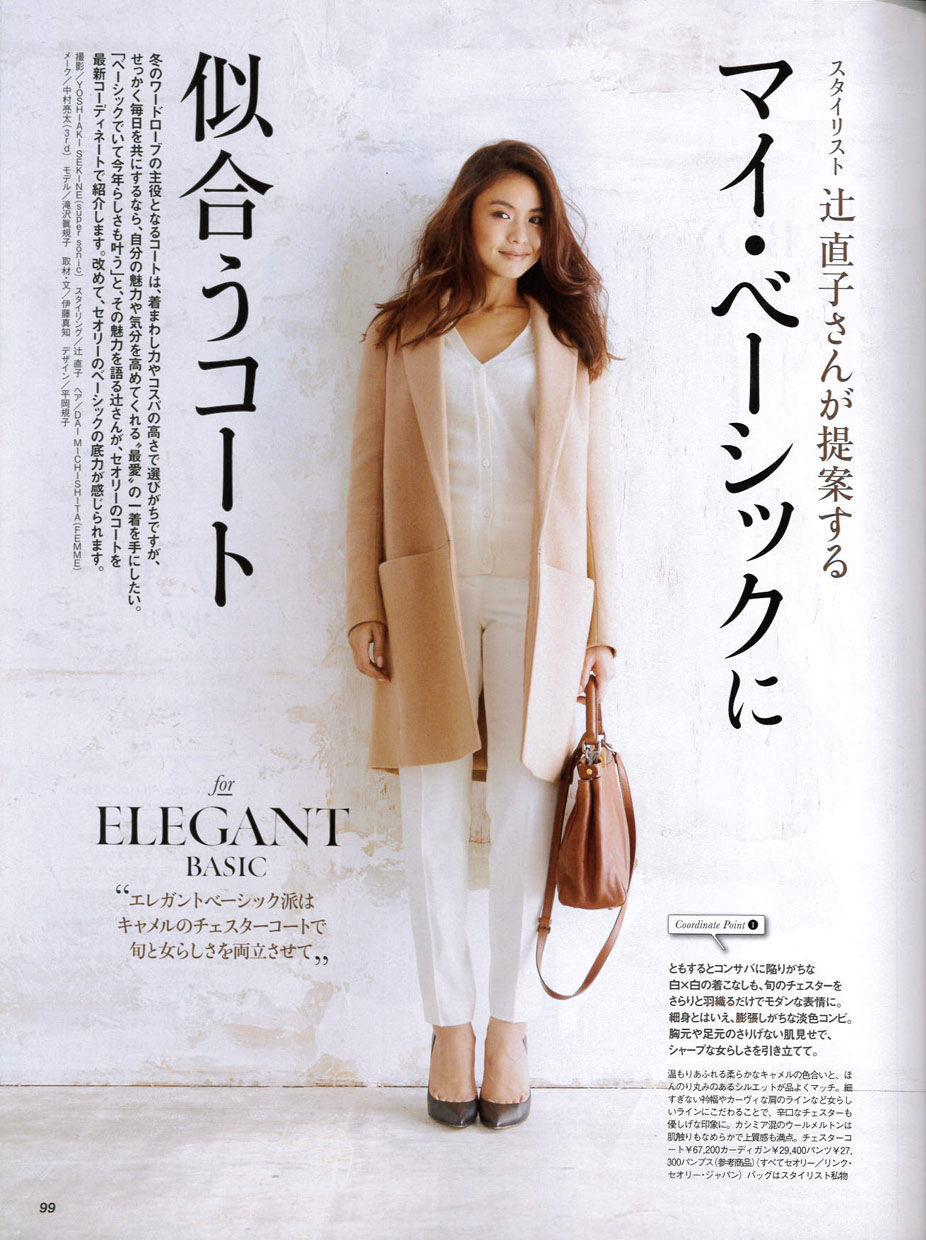 スタイリスト 辻 直子さんが提案する
マイ・ベーシックに
似合うコート
冬のワードローブの主役となるコートは、着まわし力やコスパの高さで選びがちですが、
せっかく毎日を共にするなら、自分の魅力や気分を高めてくれる〝最愛〟の一着を手にしたい。
「ベーシックでいて今年らしさも叶う」と、その魅力を語る辻さんが、セオリーのコートを
最新コーディネートで紹介します。改めて、セオリーのベーシックの底力が感じられます。
撮影／YOSHIAKI SEKINE(super sonic) スタイリング／辻 直子 ヘア／DAI MICHISHITA(FEMME)
メーク／中村亮太(3rd) モデル／滝沢眞規子 取材・文／伊藤真知 デザイン／平岡規子
for
ELEGANT
BASIC
“エレガントベーシック派は
キャメルのチェスターコートで
旬と女らしさを両立させて„
Coordinate Point 1
ともするとコンサバに陥りがちな
白×白の着こなしも、旬のチェスターを
さらりと羽織るだけでモダンな表情に。
細身とはいえ、膨張しがちな淡色コンビ。
胸元や足元のさりげない肌見せで、
シャープな女らしさを引き立てて。
温もりあふれる柔らかなキャメルの色合いと、ほ
んのり丸みのあるシルエットが品よくマッチ。細
すぎない衿幅やカーヴィな肩のラインなど女らし
いラインにこだわることで、辛口なチェスターも
優しげな印象に。カシミア混のウールメルトンは
肌触りもなめらかで上質感も満点。チェスターコ
ート¥67,200カーディガン¥29,400パンツ¥27,
300パンプス(参考商品)(すべてセオリー／リンク・
セオリー・ジャパン) バッグはスタイリスト私物
99